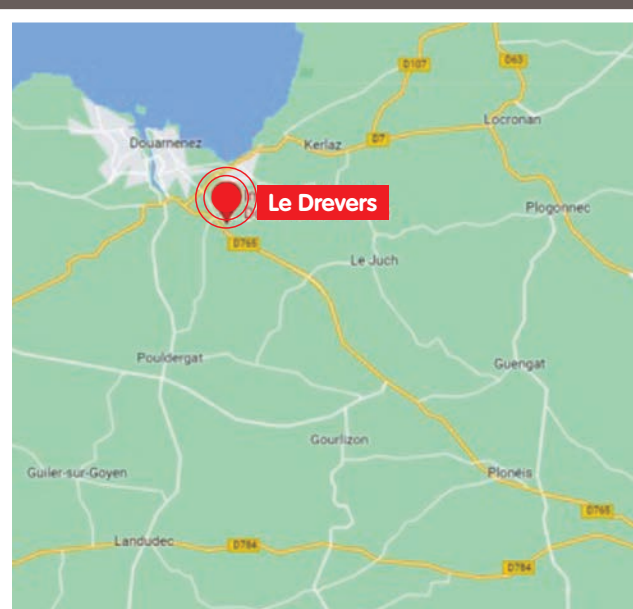 D63
D107
Locronan
D7
Douarnenez
Kerlaz
Le Drevers
Plogonnec
D765
Le Juch
Pouldergat
Guengat
Gourlizon
Guiler-sur-Goyen
Plonéis
D765
Landudec
D784
D784